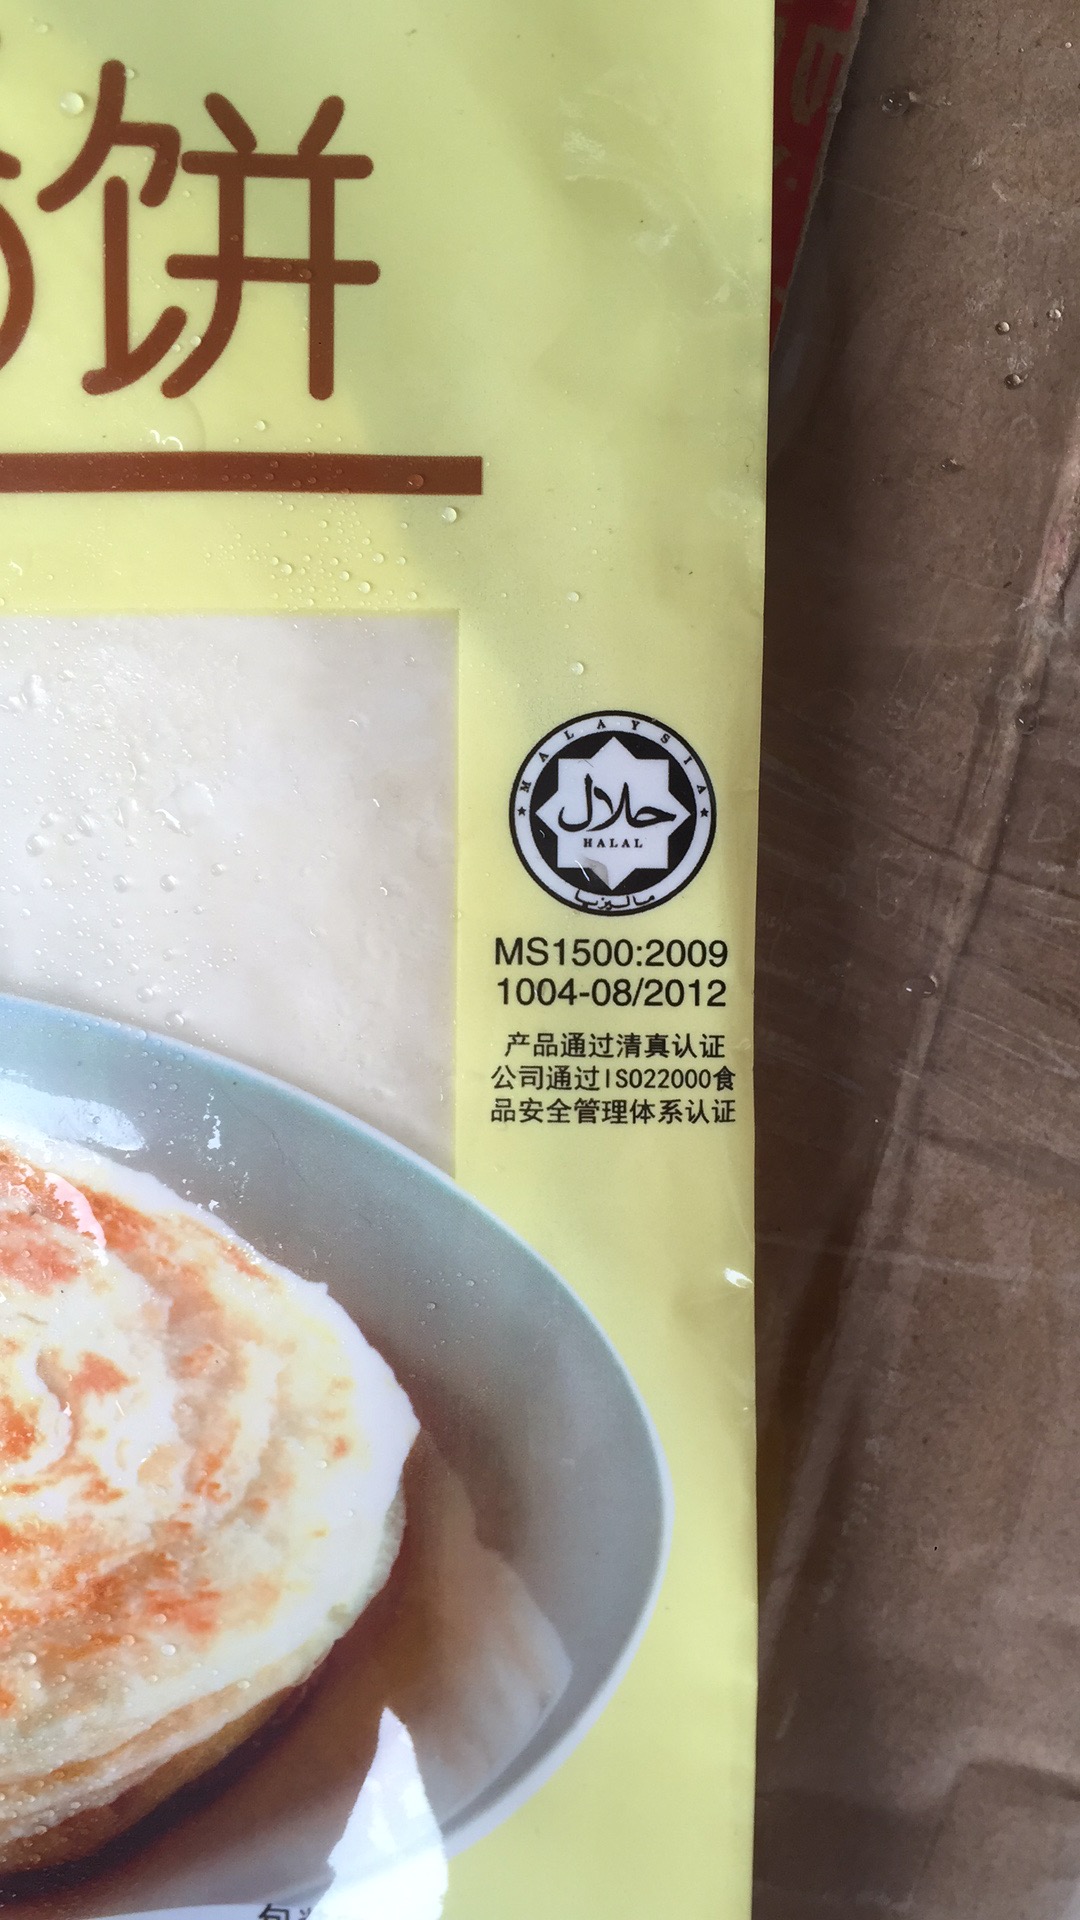 饼
MALAYSIA
حلال
HALAL
ماليزيا
MS1500:2009
1004-08/2012
产品通过清真认证
公司通过ISO22000食
品安全管理体系认证